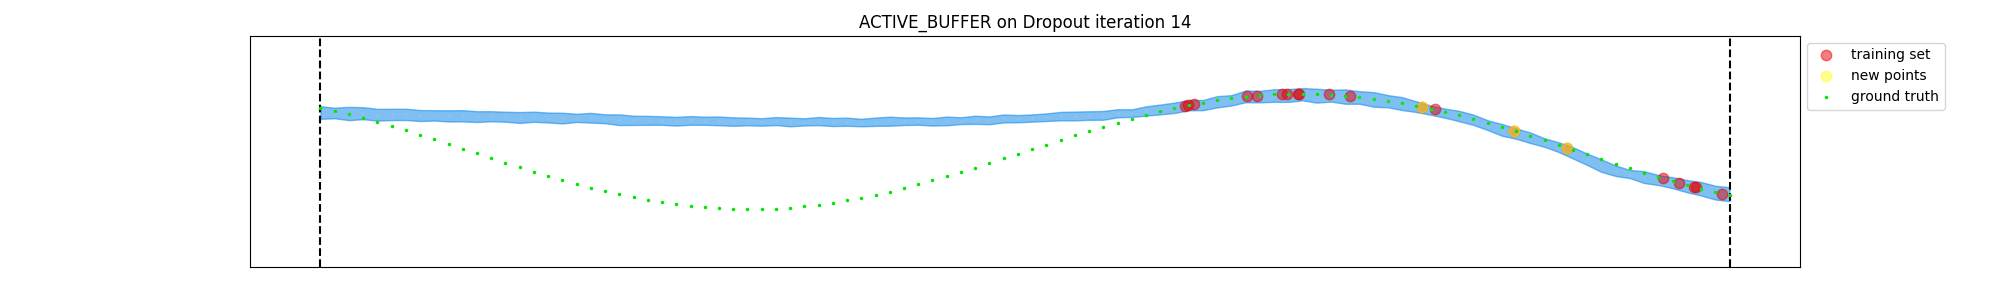 ACTIVE_BUFFER on Dropout iteration 14
training set
new points
ground truth